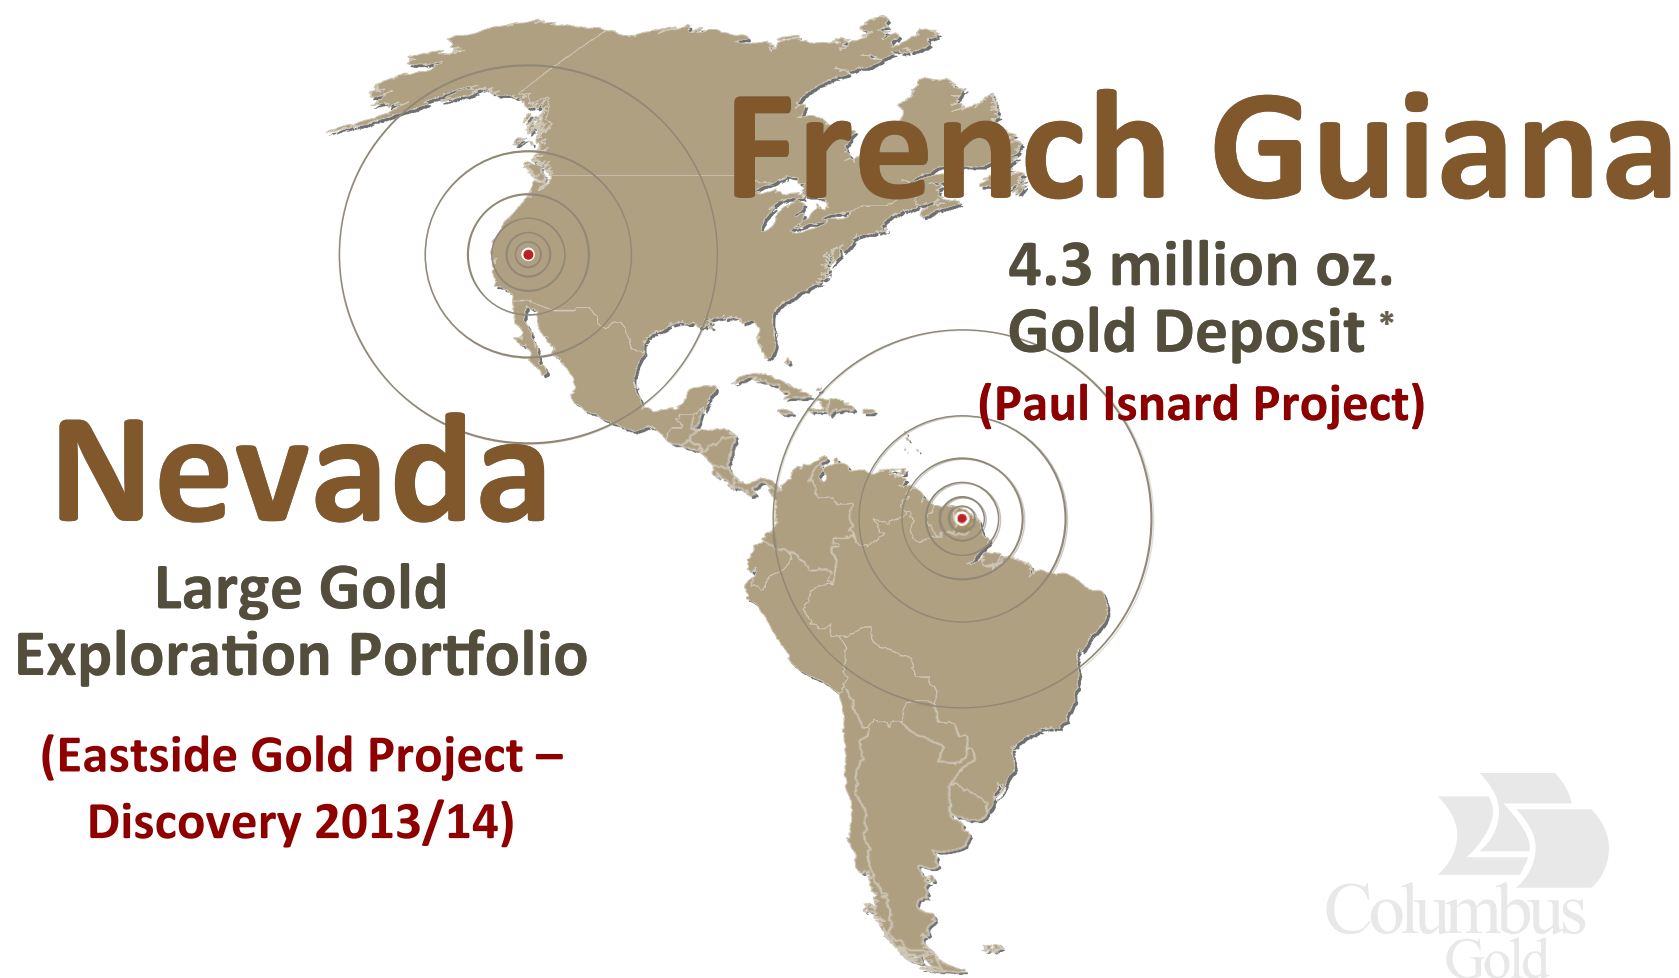 French Guiana
4.3 million oz.
Gold Deposit *
(Paul Isnard Project)
Nevada
Large Gold
Exploration Portfolio
(Eastside Gold Project –
Discovery 2013/14)
Columbus
Gold